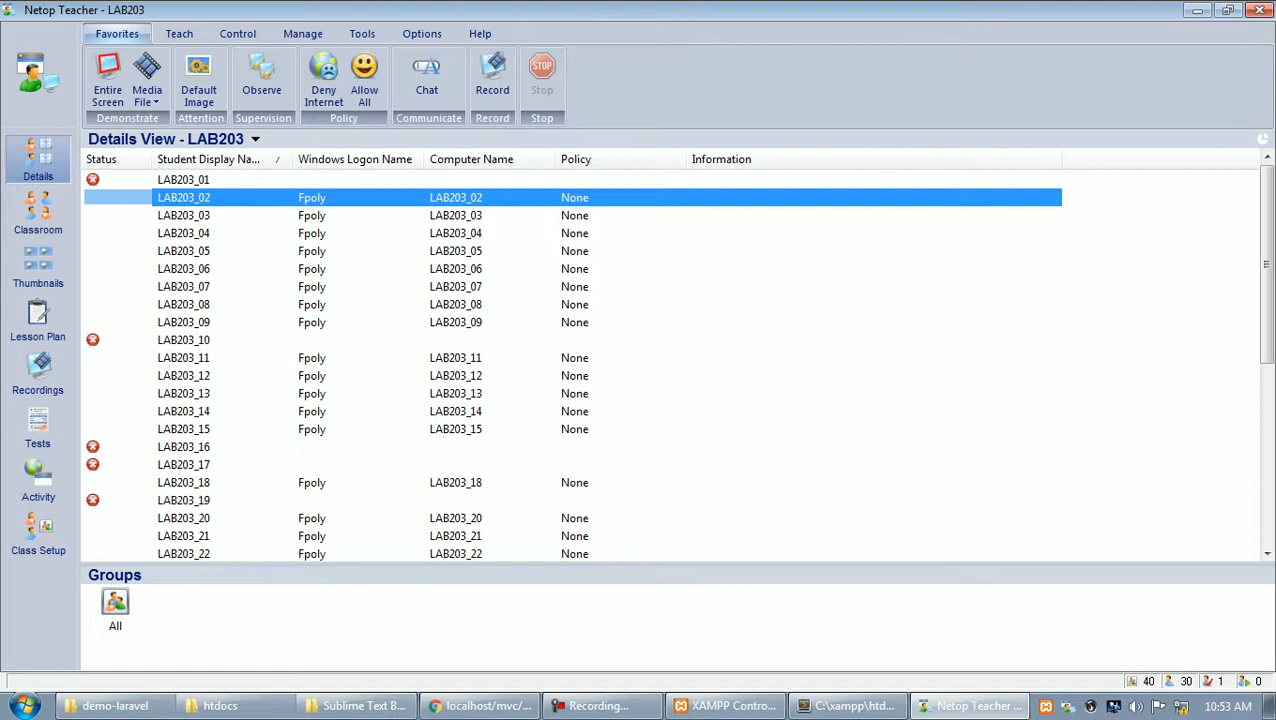 Netop Teacher - LAB203
Favorites Teach Control Manage Tools Options Help
Entire Screen Media File Default Image Observe Deny Internet Allow All Chat Record Stop
Demonstrate Attention Supervision Policy Communicate Record Stop
Details View - LAB203
Status Student Display Na... Windows Logon Name Computer Name Policy Information
LAB203_01
LAB203_02 Fpoly LAB203_02 None
LAB203_03 Fpoly LAB203_03 None
LAB203_04 Fpoly LAB203_04 None
LAB203_05 Fpoly LAB203_05 None
LAB203_06 Fpoly LAB203_06 None
LAB203_07 Fpoly LAB203_07 None
LAB203_08 Fpoly LAB203_08 None
LAB203_09 Fpoly LAB203_09 None
LAB203_10
LAB203_11 Fpoly LAB203_11 None
LAB203_12 Fpoly LAB203_12 None
LAB203_13 Fpoly LAB203_13 None
LAB203_14 Fpoly LAB203_14 None
LAB203_15 Fpoly LAB203_15 None
LAB203_16
LAB203_17
LAB203_18 Fpoly LAB203_18 None
LAB203_19
LAB203_20 Fpoly LAB203_20 None
LAB203_21 Fpoly LAB203_21 None
LAB203_22 Fpoly LAB203_22 None
Details
Classroom
Thumbnails
Lesson Plan
Recordings
Tests
Activity
Class Setup
Groups
All
40 30 1 0
demo-laravel htdocs Sublime Text B... localhost/mvc/... Recording... XAMPP Contro... C:\xampp\htd... Netop Teacher ... 10:53 AM